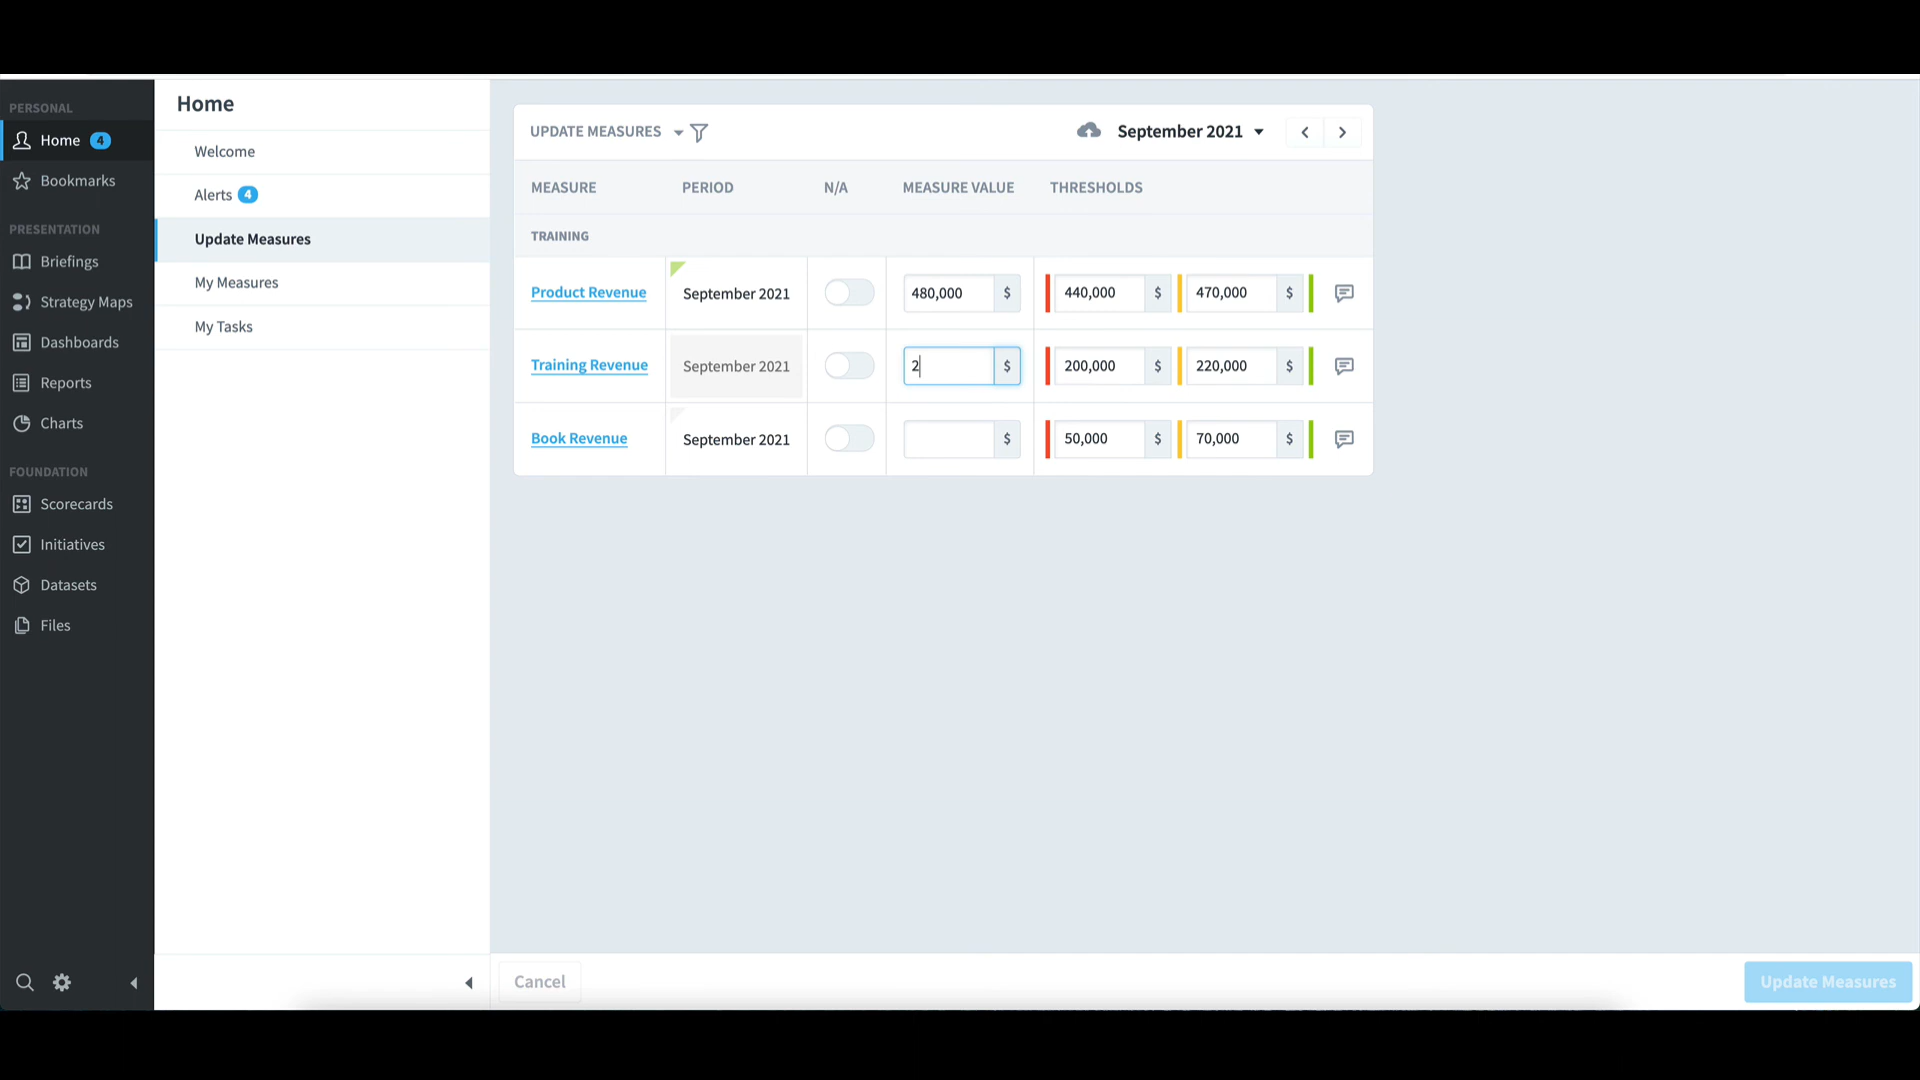 PERSONAL
Home 4
Bookmarks
PRESENTATION
Briefings
Strategy Maps
Dashboards
Reports
Charts
FOUNDATION
Scorecards
Initiatives
Datasets
Files
Home
Welcome
Alerts 4
Update Measures
My Measures
My Tasks
UPDATE MEASURES
September 2021
MEASURE PERIOD N/A MEASURE VALUE THRESHOLDS
TRAINING
Product Revenue September 2021 480,000 $ 440,000 $ 470,000 $
Training Revenue September 2021 2 $ 200,000 $ 220,000 $
Book Revenue September 2021 $ 50,000 $ 70,000 $
Cancel
Update Measures